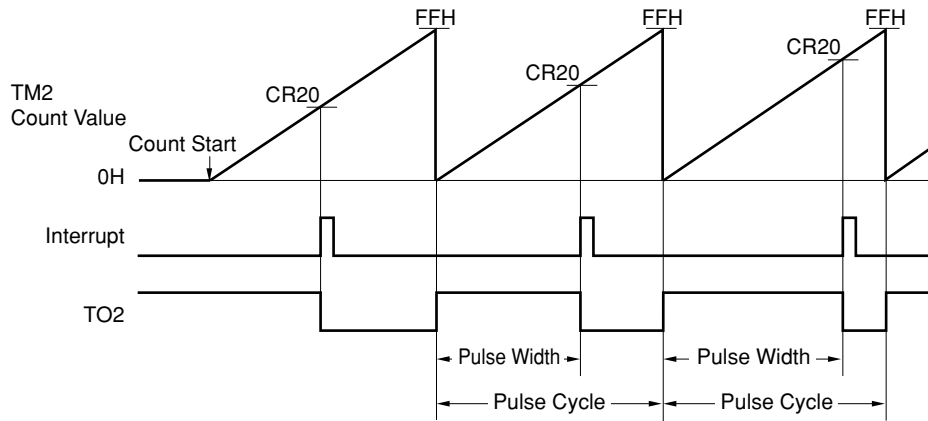 FFH FFH FFH
CR20
CR20
CR20
TM2
Count Value
Count Start
0H
Interrupt
TO2
Pulse Width Pulse Width
Pulse Cycle Pulse Cycle